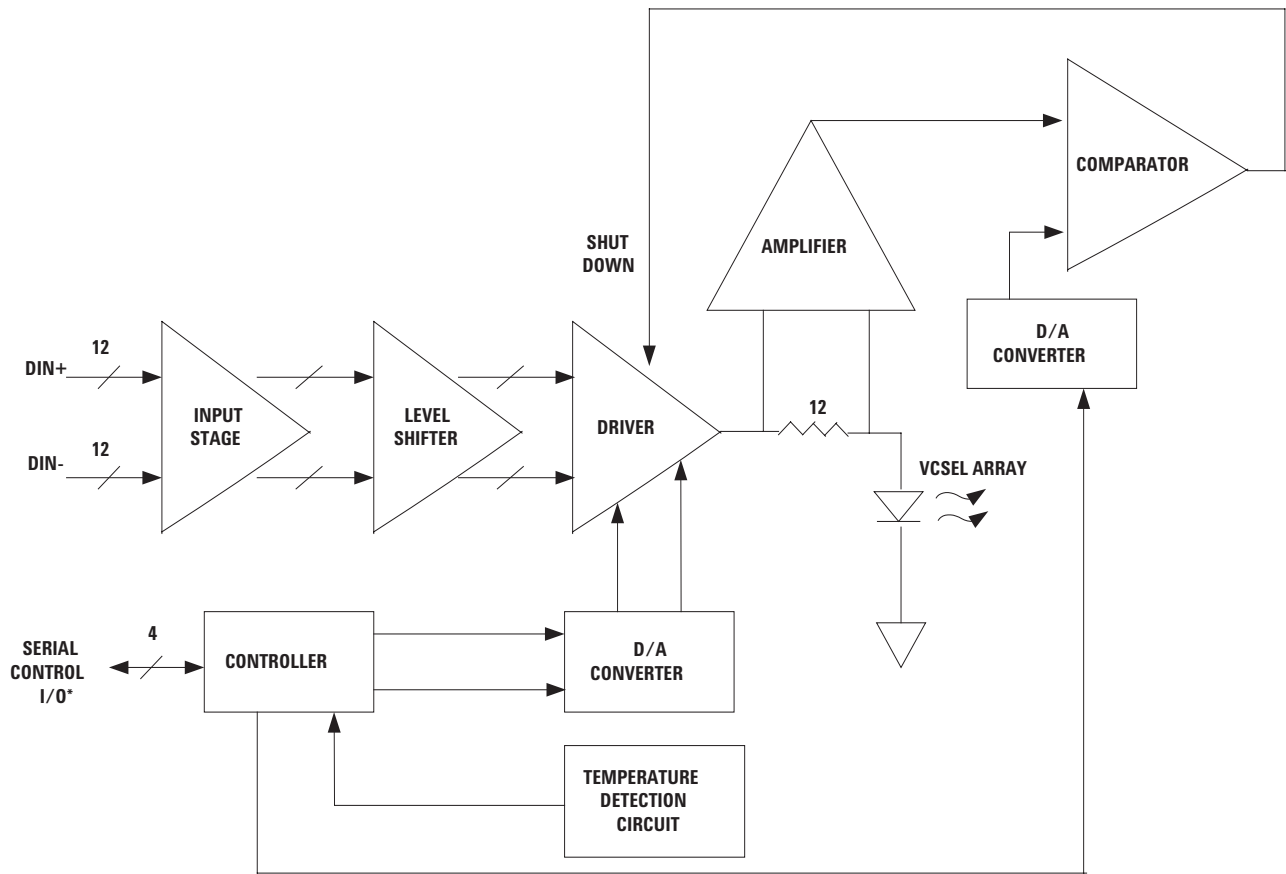 COMPARATOR
AMPLIFIER
SHUT
DOWN
D/A
CONVERTER
12
DIN+
12
DIN-
INPUT
STAGE
LEVEL
SHIFTER
DRIVER
12
VCSEL ARRAY
SERIAL
CONTROL
I/O*
4
CONTROLLER
D/A
CONVERTER
TEMPERATURE
DETECTION
CIRCUIT